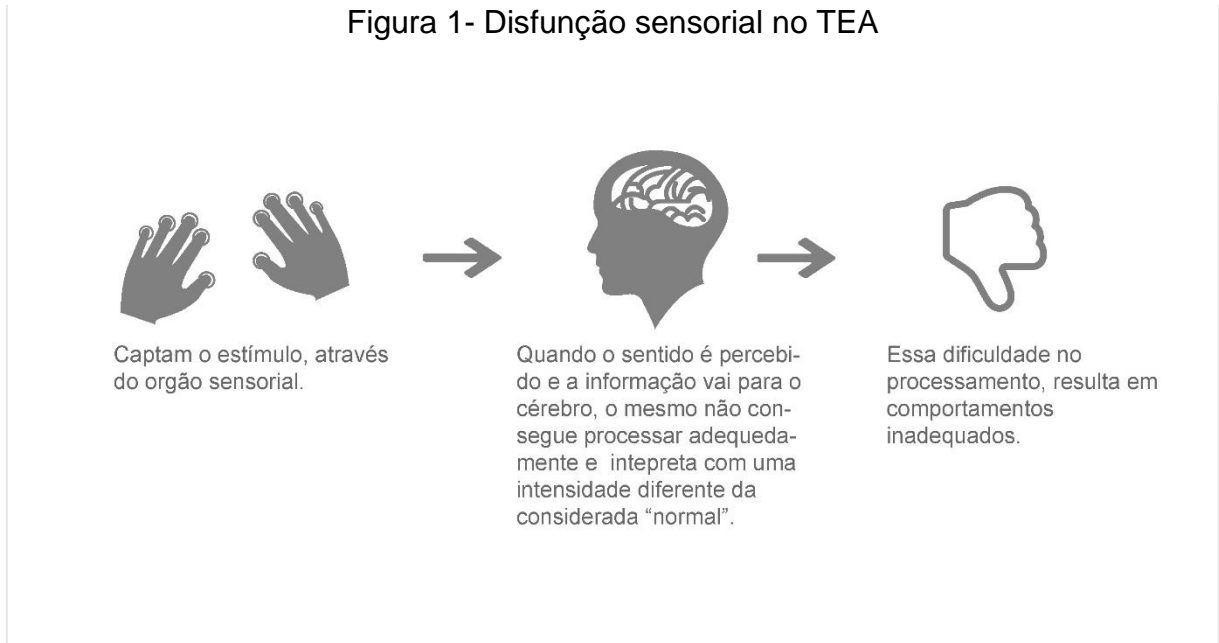 Figura 1- Disfunção sensorial no TEA
Captam o estímulo, através
do orgão sensorial.
Quando o sentido é percebi-
do e a informação vai para o
cérebro, o mesmo não con-
segue processar adequeda-
mente e intepreta com uma
intensidade diferente da
considerada “normal”.
Essa dificuldade no
processamento, resulta em
comportamentos
inadequados.